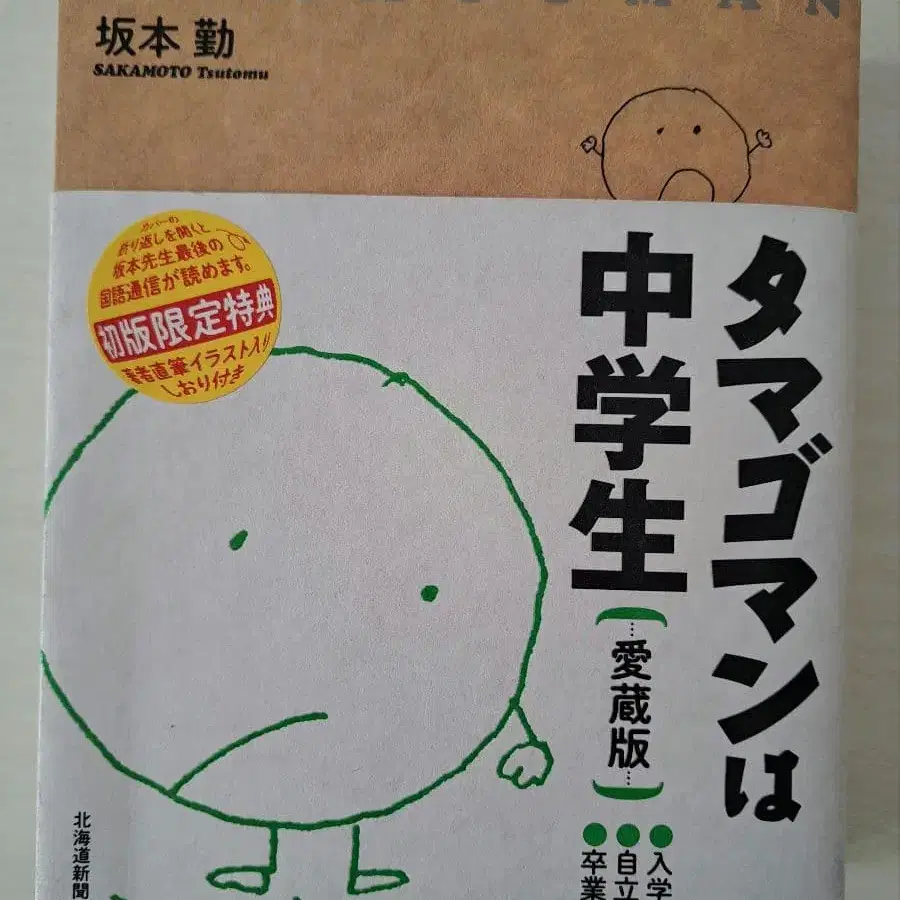 MAN
坂本 勤
SAKAMOTO Tsutomu
カバーの
折り返しを開くと
坂本先生最後の
国語通信が読めます。
初版限定特典
著者直筆イラスト入り
しおり付き
タマゴマンは
中学生
愛蔵版
入学
自立
卒業
北海道新聞